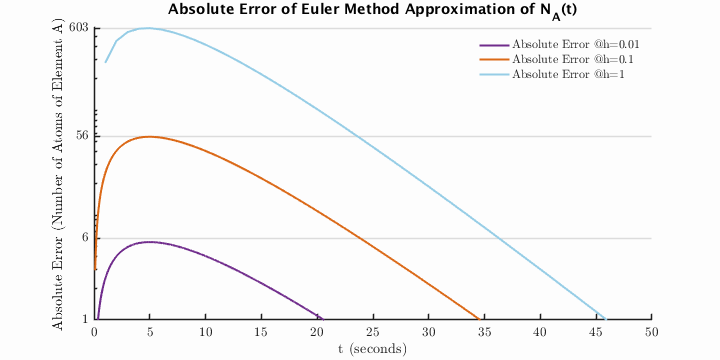 Absolute Error of Euler Method Approximation of N_A(t)
Absolute Error (Number of Atoms of Element A)
603
56
6
1
Absolute Error @h=0.01
Absolute Error @h=0.1
Absolute Error @h=1
0 5 10 15 20 25 30 35 40 45 50
t (seconds)